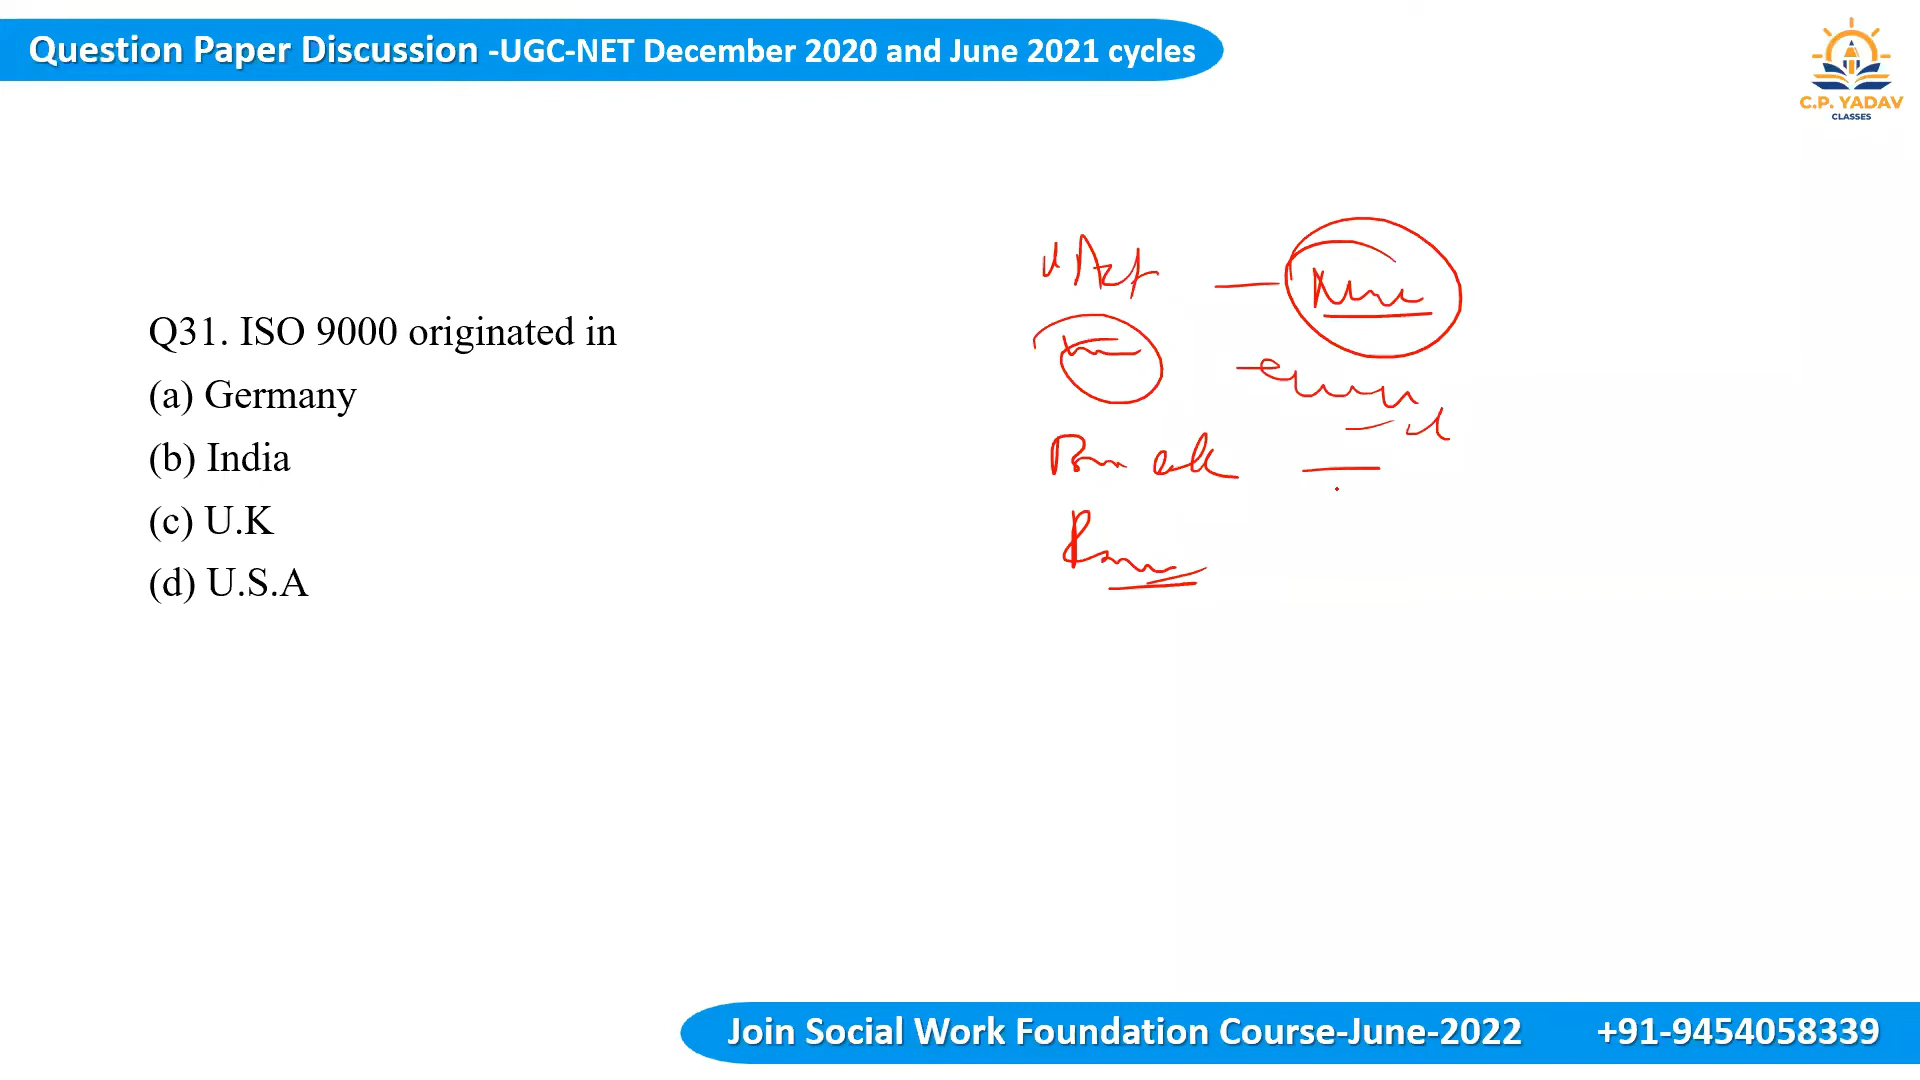 Question Paper Discussion -UGC-NET December 2020 and June 2021 cycles
C.P. YADAV
CLASSES
Q31. ISO 9000 originated in
(a) Germany
(b) India
(c) U.K
(d) U.S.A
Act
Join Social Work Foundation Course-June-2022 +91-9454058339